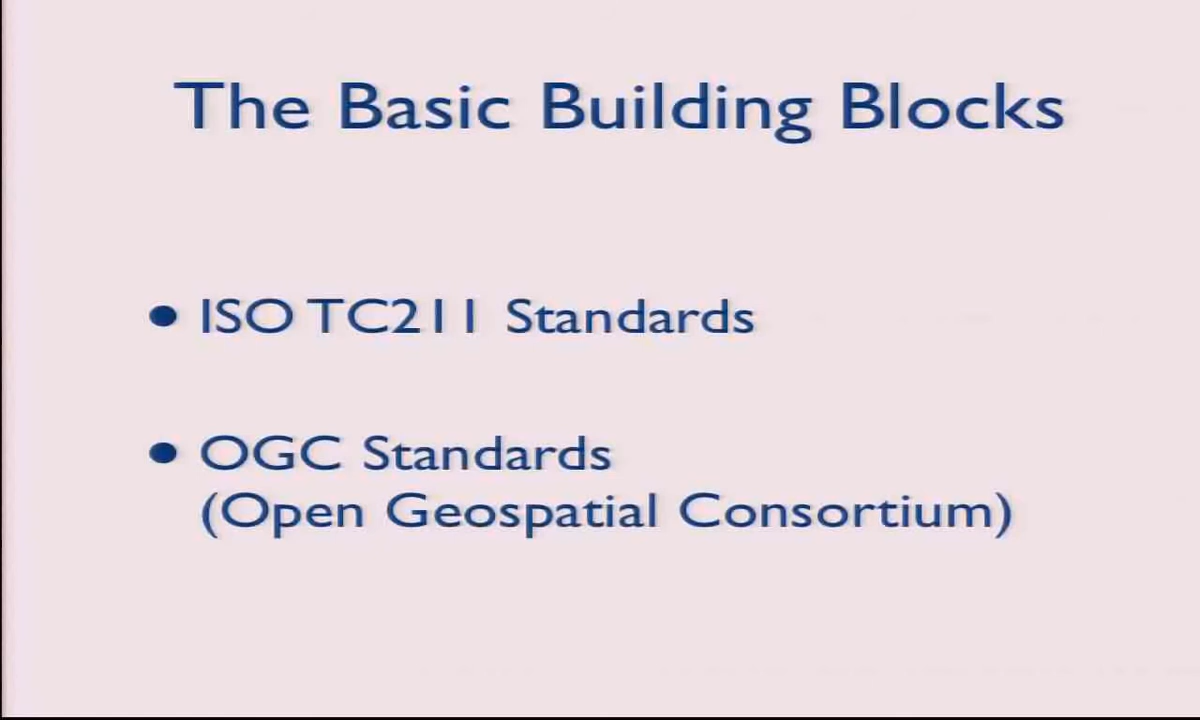 The Basic Building Blocks
• ISO TC211 Standards
• OGC Standards
(Open Geospatial Consortium)